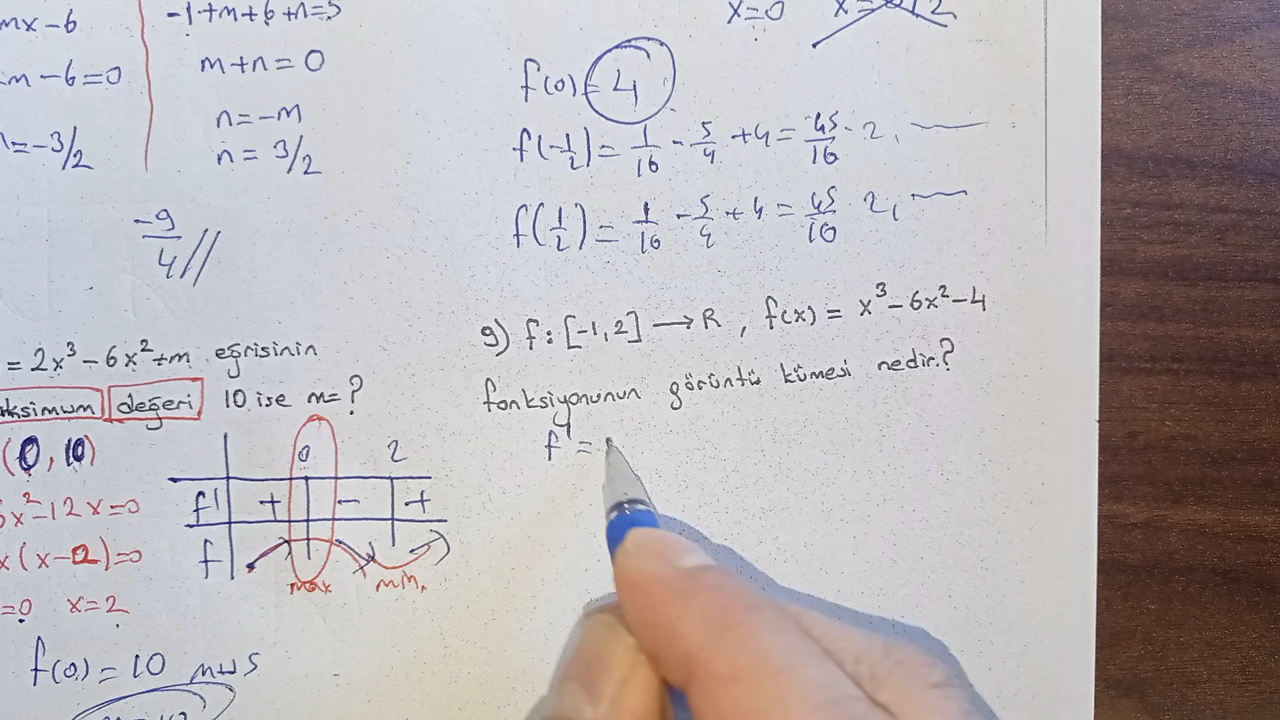 mx-6
m-6=0
=-3/2
-1+m+6+n=5
m+n=0
n=-m
n=3/2
-9/4//
=2x³-6x²+m eğrisinin
ksimum değeri 10 ise m=?
(0,10)
x²-12x=0
x(x-2)=0
=0 x=2
0 2
f' + - +
f
max min.
f(0)=10
x=0
f(0)=4
f(-1/2)=1/16-5/4+4=45/16 2,
f(1/2)=1/16-5/4+4=45/16 2,
9) f:[-1,2]→R, f(x)=x³-6x²-4
fonksiyonunun görüntü kümesi nedir.?
f'=